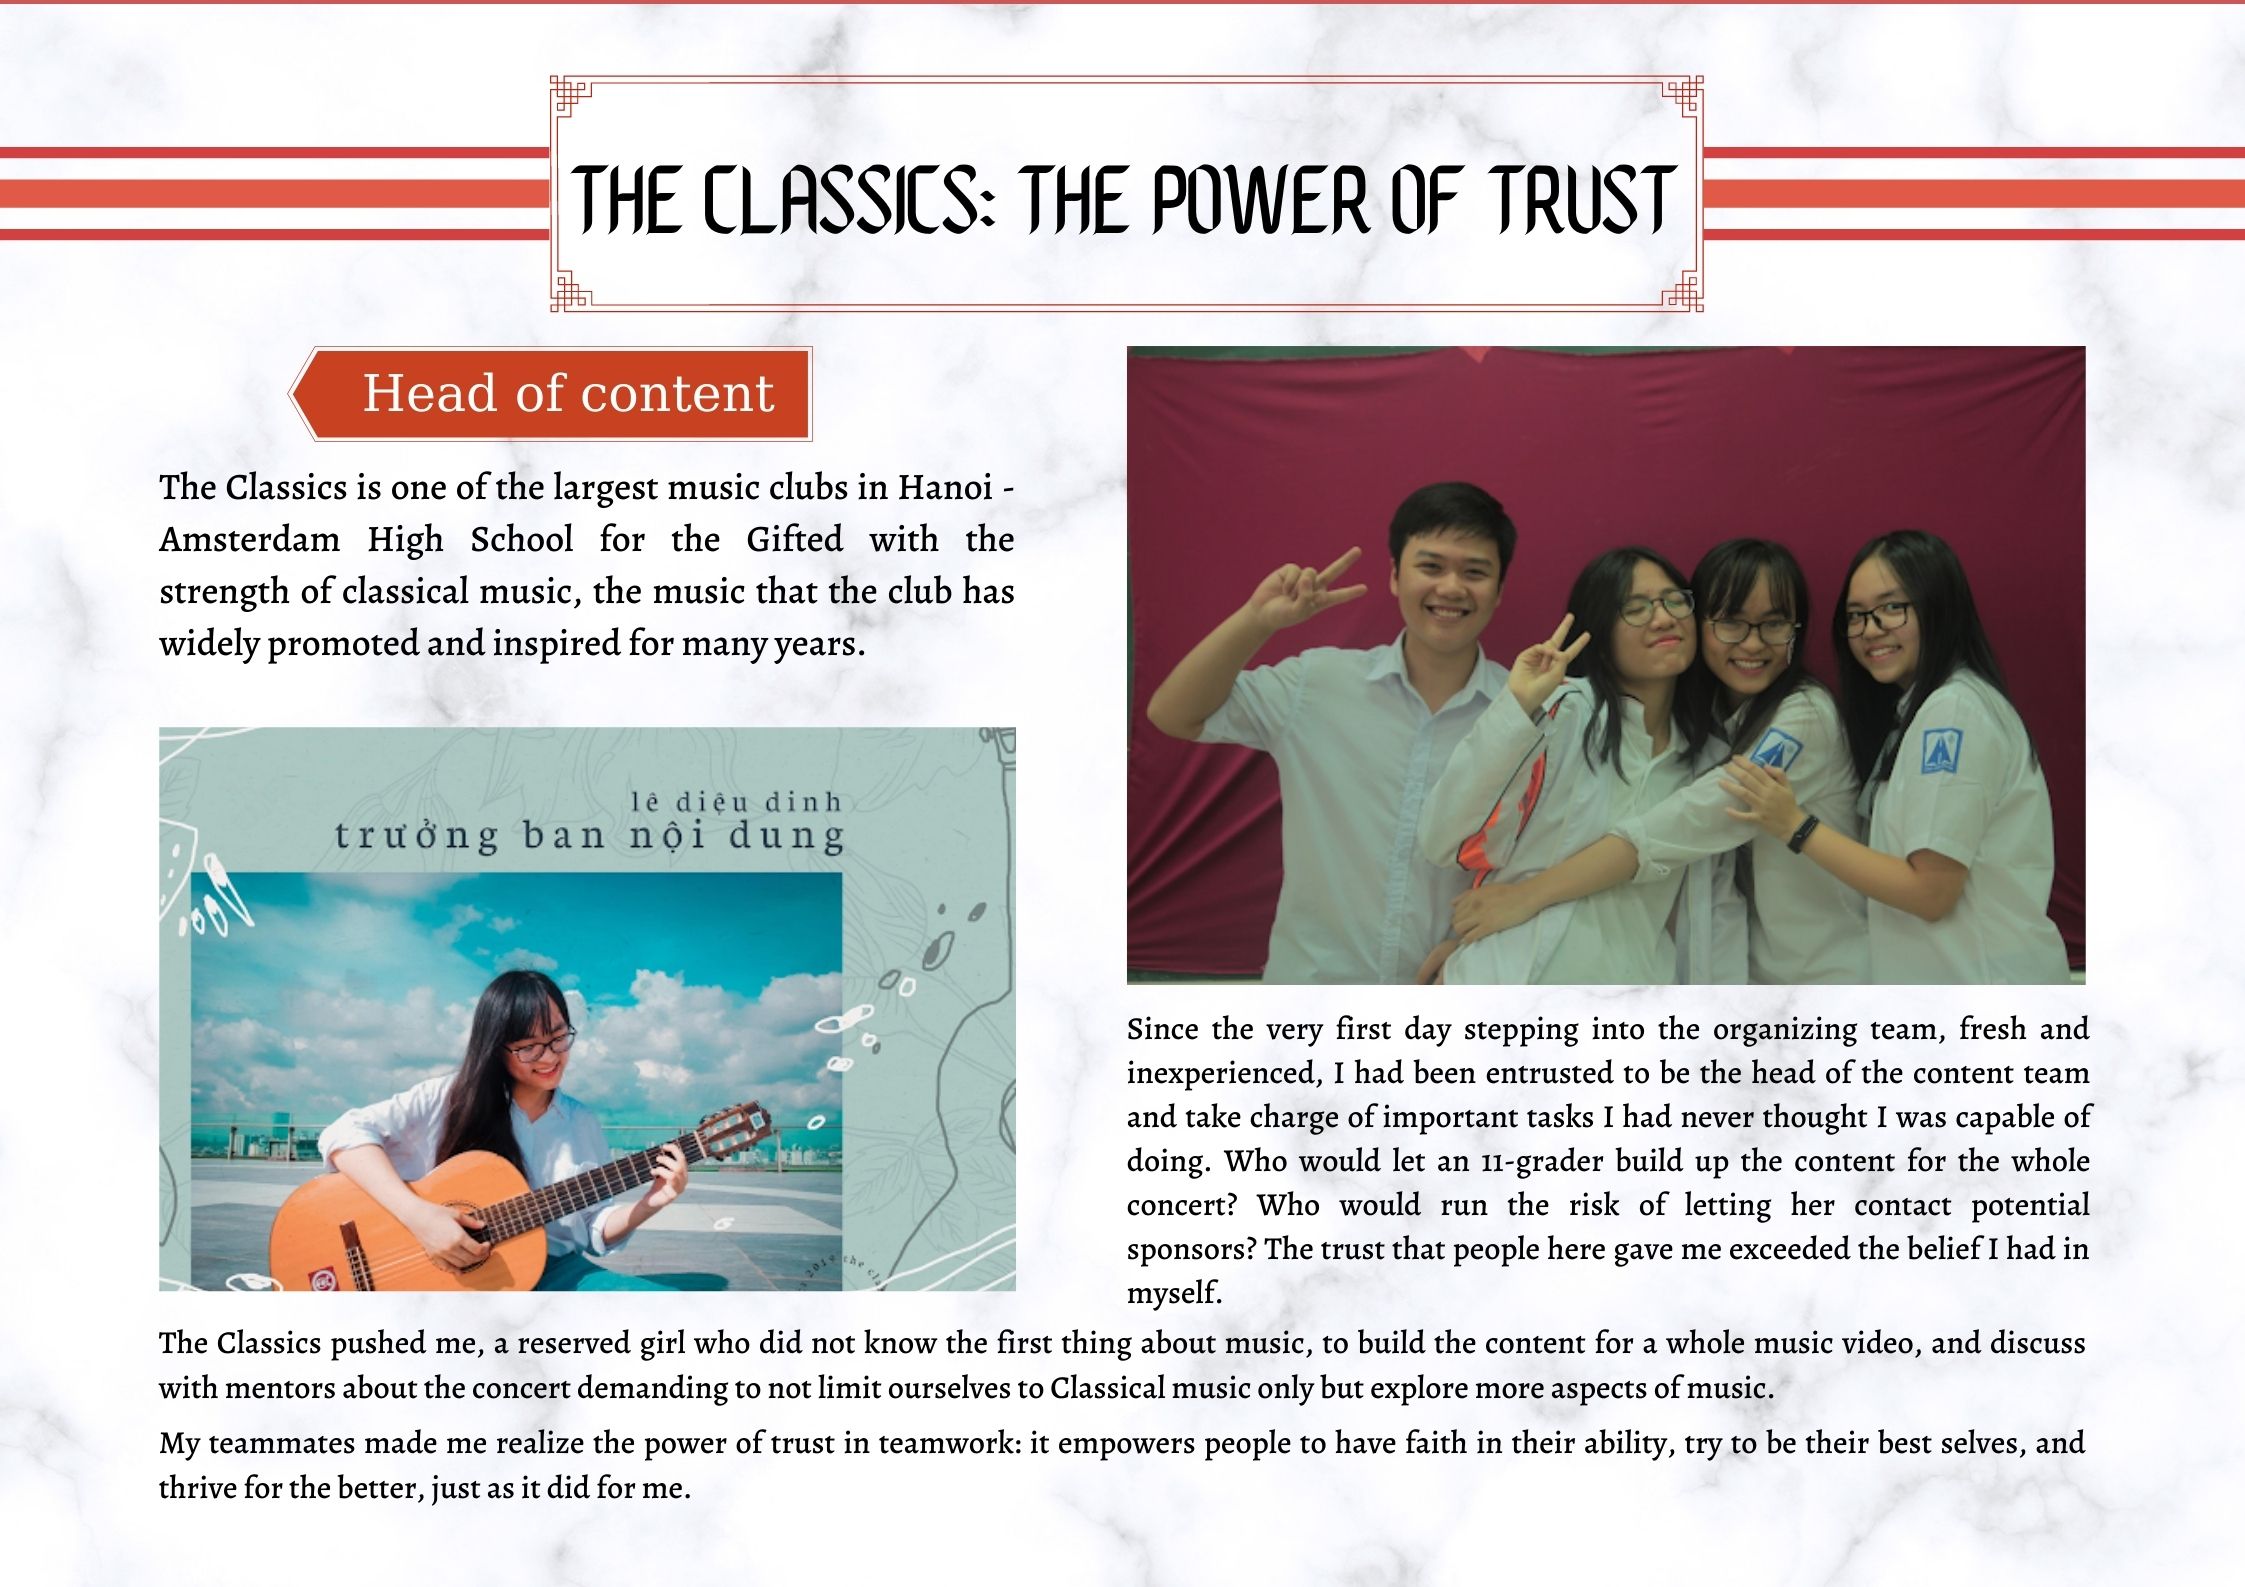 THE CLASSICS: THE POWER OF TRUST
Head of content
The Classics is one of the largest music clubs in Hanoi -
Amsterdam High School for the Gifted with the
strength of classical music, the music that the club has
widely promoted and inspired for many years.
lê diệu dinh
trưởng ban nội dung
2019 the cla
Since the very first day stepping into the organizing team, fresh and
inexperienced, I had been entrusted to be the head of the content team
and take charge of important tasks I had never thought I was capable of
doing. Who would let an 11-grader build up the content for the whole
concert? Who would run the risk of letting her contact potential
sponsors? The trust that people here gave me exceeded the belief I had in
myself.
The Classics pushed me, a reserved girl who did not know the first thing about music, to build the content for a whole music video, and discuss
with mentors about the concert demanding to not limit ourselves to Classical music only but explore more aspects of music.
My teammates made me realize the power of trust in teamwork: it empowers people to have faith in their ability, try to be their best selves, and
thrive for the better, just as it did for me.